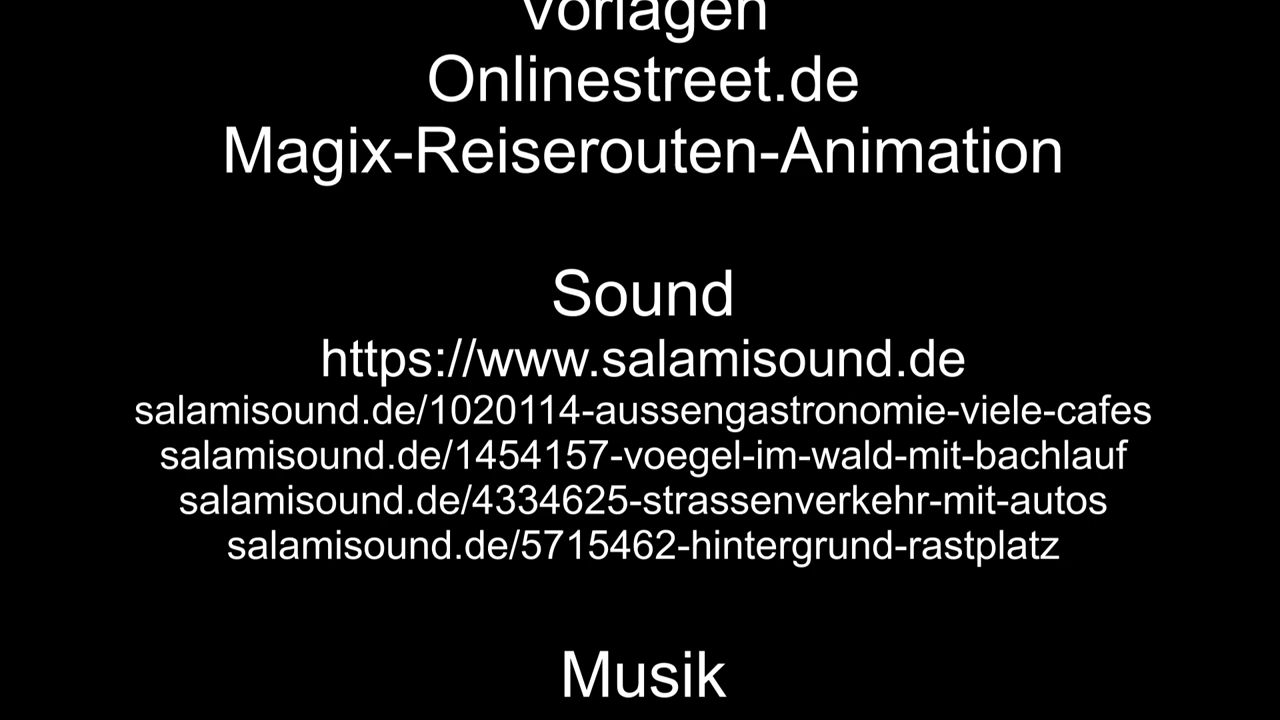 Vorlagen
Onlinestreet.de
Magix-Reiserouten-Animation
Sound
https://www.salamisound.de
salamisound.de/1020114-aussengastronomie-viele-cafes
salamisound.de/1454157-voegel-im-wald-mit-bachlauf
salamisound.de/4334625-strassenverkehr-mit-autos
salamisound.de/5715462-hintergrund-rastplatz
Musik